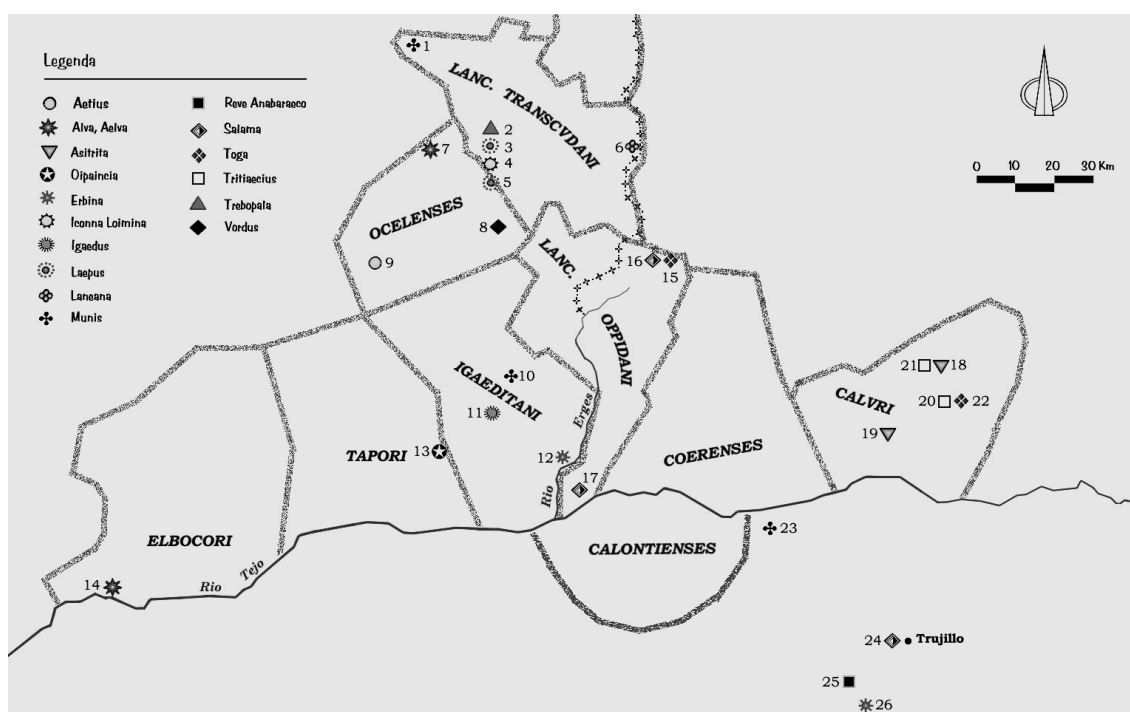 Legenda
Aetius
Alva, Aelva
Asitrita
Oipaincia
Erbina
Iconna Loimina
Igaedus
Laepus
Laneana
Munis
Reve Anabaraeco
Salama
Toga
Tritiaecius
Trebopala
Vordus
1
LANC. TRANSCVDANI
2
3
4
5
6
7
OCELENSES
8
9
0 10 20 30 Km
LANC. OPPIDANI
16
15
10
IGAEDITANI
11
Rio Erges
12
13
TAPORI
17
COERENSES
21
18
CALVRI
20
22
19
ELBOCORI
14
Rio Tejo
CALONTIENSES
23
24
Trujillo
25
26